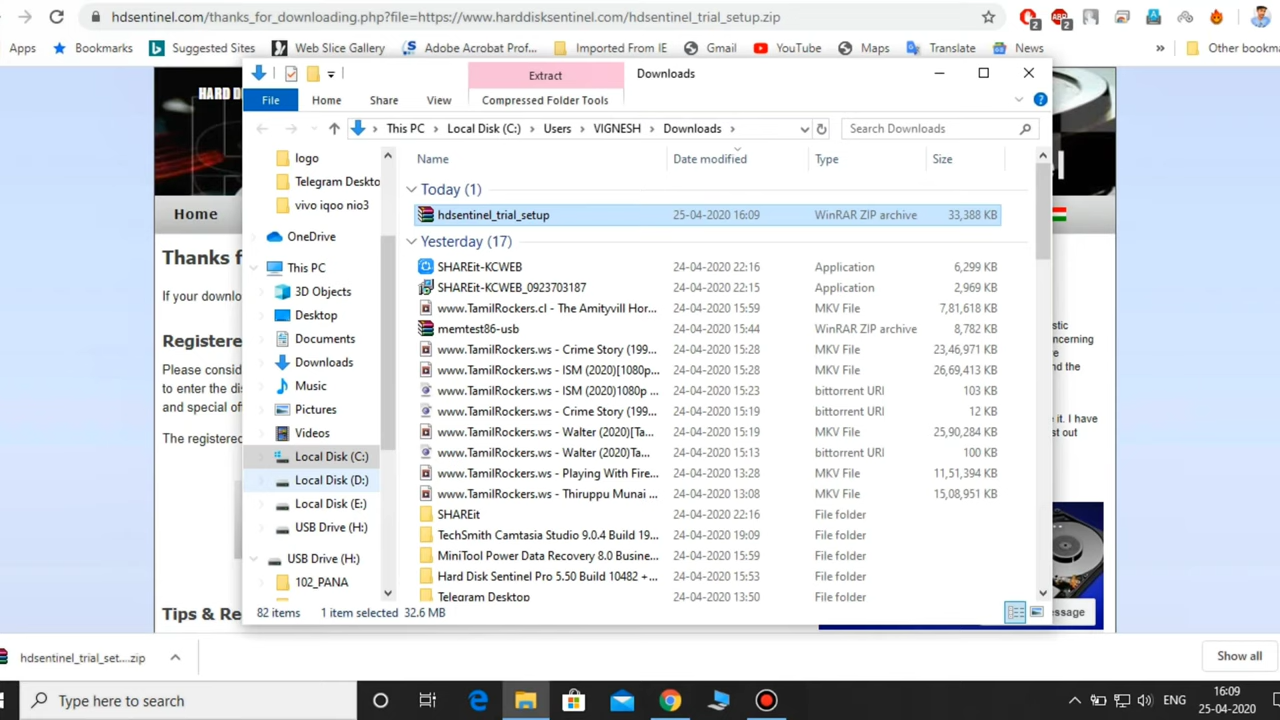 hdsentinel.com/thanks_for_downloading.php?file=https://www.harddisksentinel.com/hdsentinel_trial_setup.zip
2
2
Apps Bookmarks Suggested Sites Web Slice Gallery Adobe Acrobat Prof... Imported From IE Gmail YouTube Maps Translate News » Other bookma
HARD D
Extract Downloads
File Home Share View Compressed Folder Tools
This PC Local Disk (C:) Users VIGNESH Downloads Search Downloads
Name Date modified Type Size
logo
Telegram Deskto
vivo iqoo nio3
OneDrive
This PC
3D Objects
Desktop
Documents
Downloads
Music
Pictures
Videos
Local Disk (C:)
Local Disk (D:)
Local Disk (E:)
USB Drive (H:)
USB Drive (H:)
102_PANA
Today (1)
hdsentinel_trial_setup 25-04-2020 16:09 WinRAR ZIP archive 33,388 KB
Yesterday (17)
SHAREit-KCWEB 24-04-2020 22:16 Application 6,299 KB
SHAREit-KCWEB_0923703187 24-04-2020 22:15 Application 2,969 KB
www.TamilRockers.cl - The Amityvill Hor... 24-04-2020 15:59 MKV File 7,81,618 KB
memtest86-usb 24-04-2020 15:44 WinRAR ZIP archive 8,782 KB
www.TamilRockers.ws - Crime Story (199... 24-04-2020 15:28 MKV File 23,46,971 KB
www.TamilRockers.ws - ISM (2020)[1080p... 24-04-2020 15:28 MKV File 26,69,413 KB
www.TamilRockers.ws - ISM (2020)1080p ... 24-04-2020 15:23 bittorrent URI 103 KB
www.TamilRockers.ws - Crime Story (199... 24-04-2020 15:19 bittorrent URI 12 KB
www.TamilRockers.ws - Walter (2020)[Ta... 24-04-2020 15:19 MKV File 25,90,284 KB
www.TamilRockers.ws - Walter (2020)Ta... 24-04-2020 15:13 bittorrent URI 100 KB
www.TamilRockers.ws - Playing With Fire... 24-04-2020 13:28 MKV File 11,51,394 KB
www.TamilRockers.ws - Thiruppu Munai ... 24-04-2020 13:08 MKV File 15,08,951 KB
SHAREit 24-04-2020 22:16 File folder
TechSmith Camtasia Studio 9.0.4 Build 19... 24-04-2020 19:09 File folder
MiniTool Power Data Recovery 8.0 Busine... 24-04-2020 15:59 File folder
Hard Disk Sentinel Pro 5.50 Build 10482 +... 24-04-2020 15:53 File folder
Telegram Desktop 24-04-2020 13:50 File folder
82 items 1 item selected 32.6 MB
Home
Thanks f
If your downlo
Registere
Please consid
to enter the di
and special of
The registered
Tips & Re
stic
ncerning
nd the
e it. I have
st out
essage
hdsentinel_trial_set....zip Show all
Type here to search ENG 16:09
25-04-2020